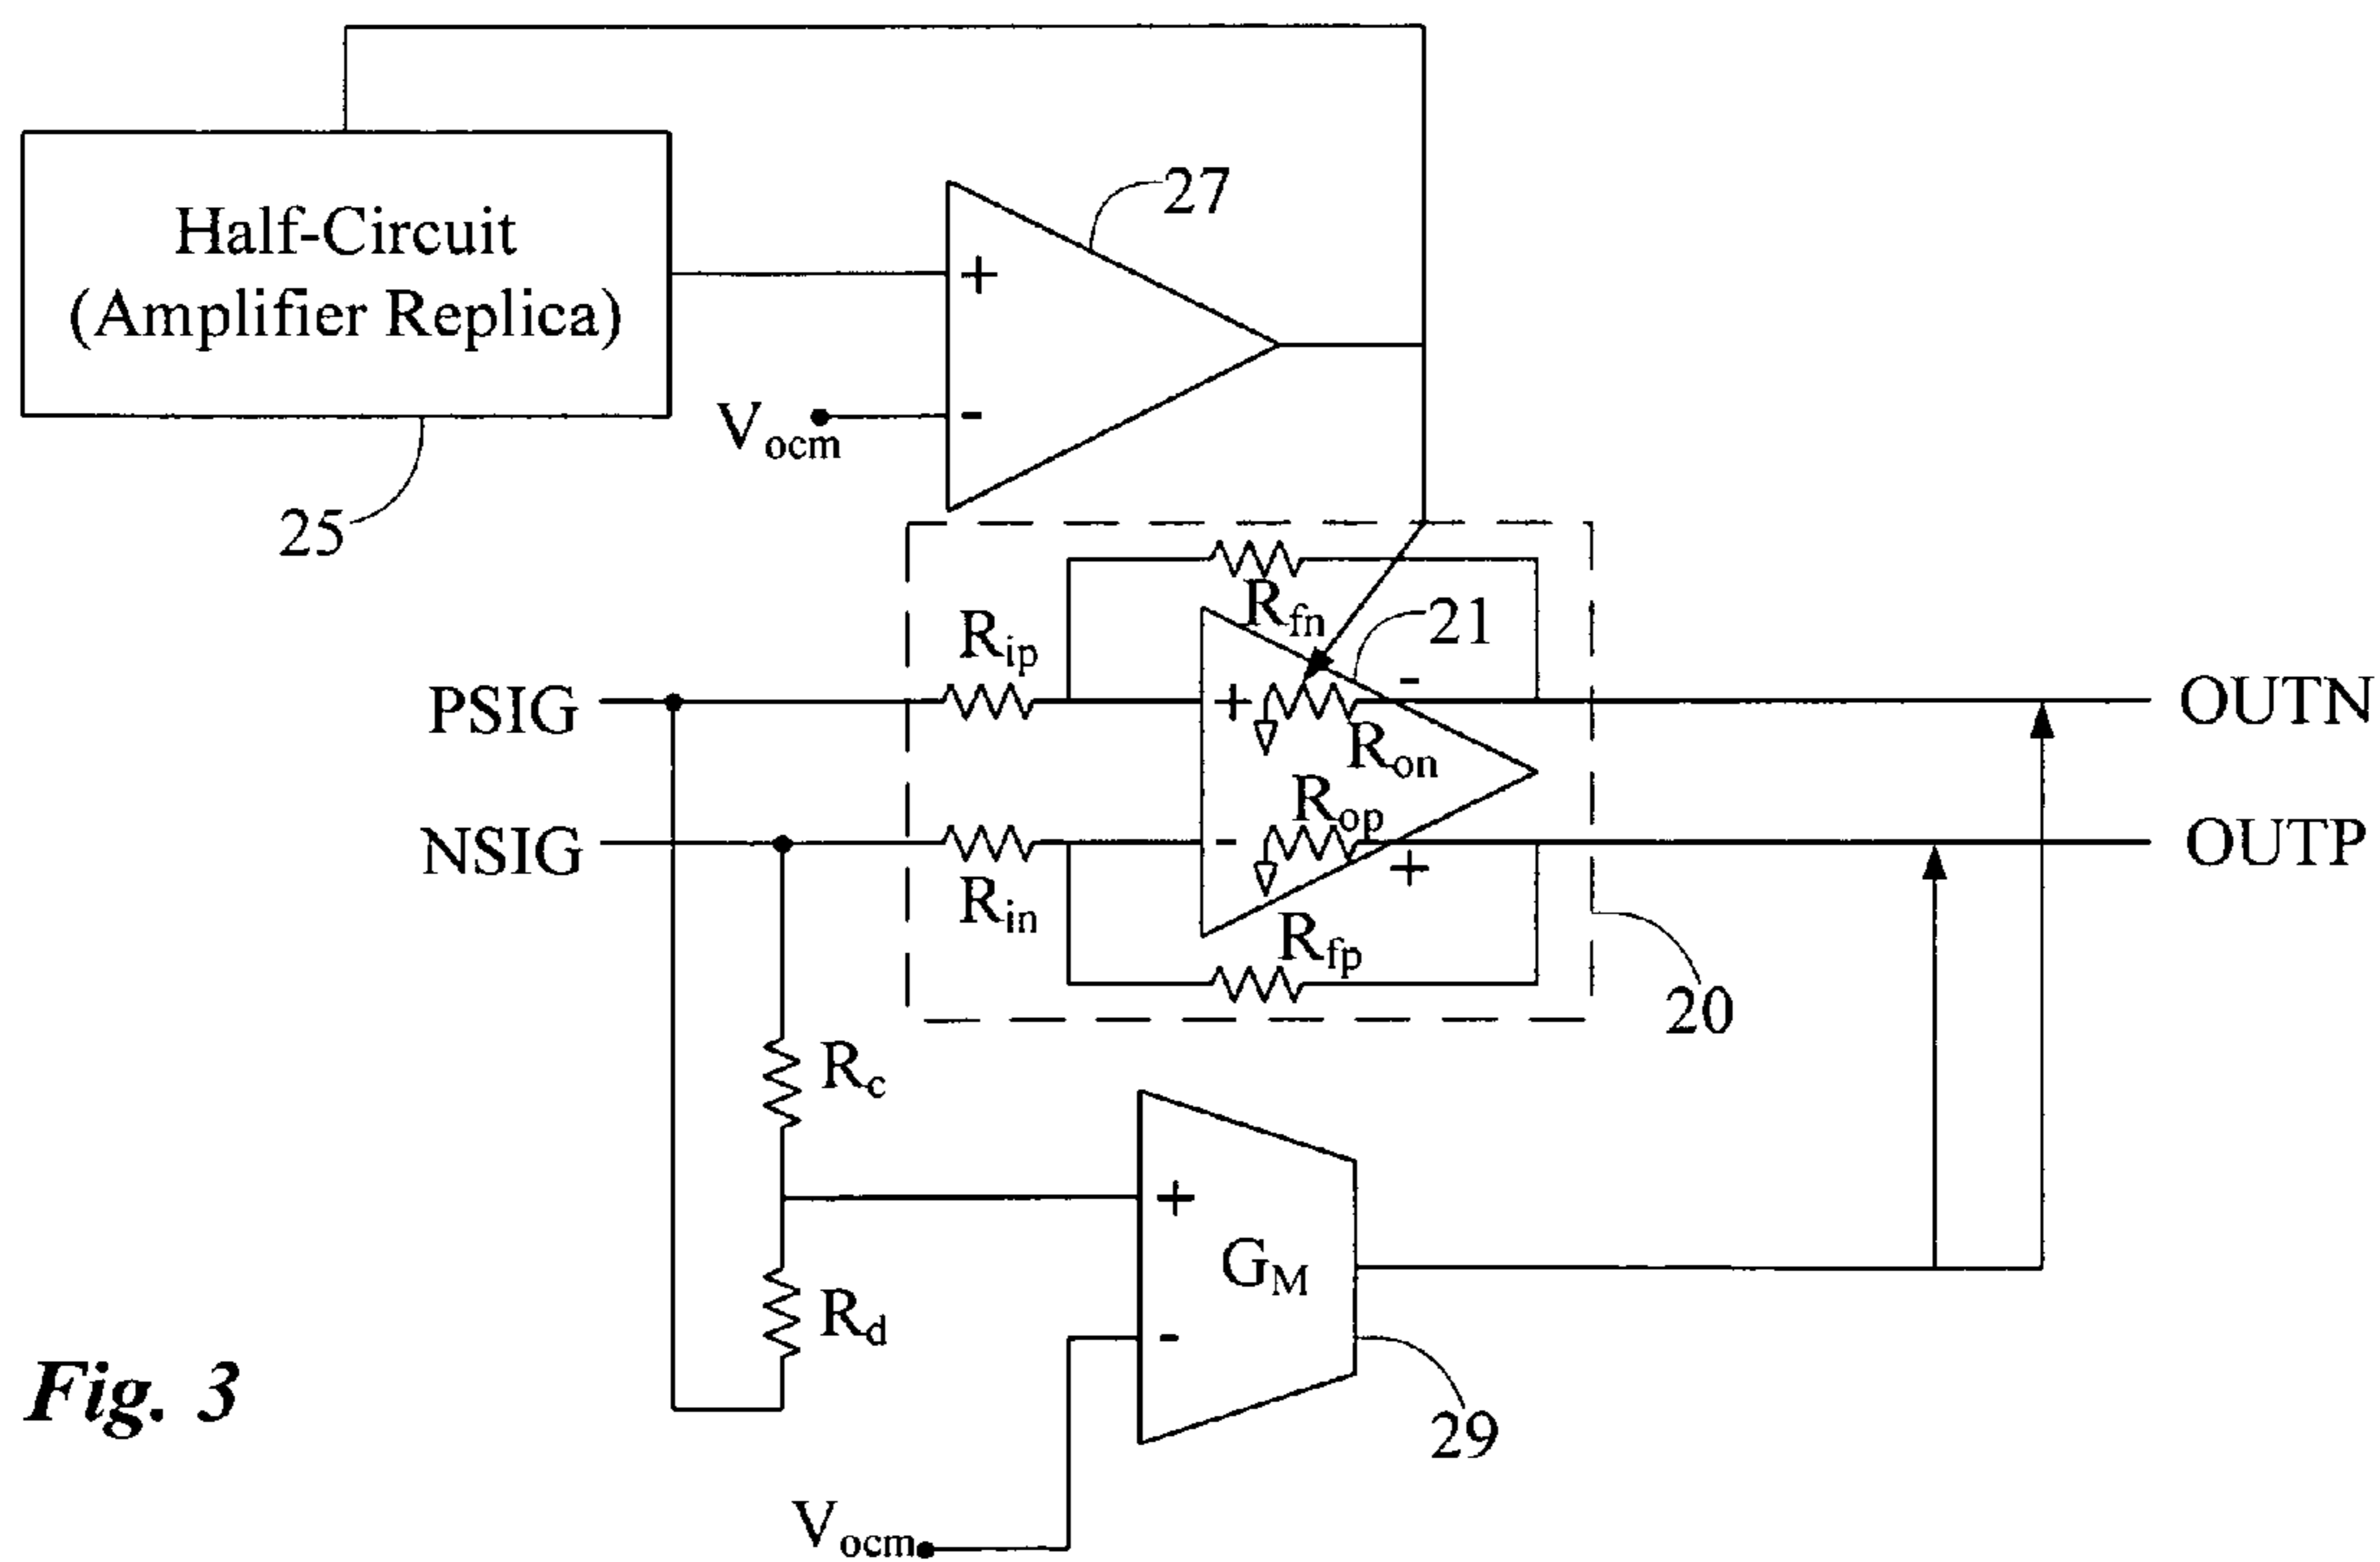 Half-Circuit
(Amplifier Replica)
25
+
-
27
Vocm
Rfn
21
Rip
PSIG
+
-
Ron
OUTN
Rop
NSIG
-
+
OUTP
Rin
Rfp
20
Rc
+
GM
Rd
-
29
Vocm
Fig. 3